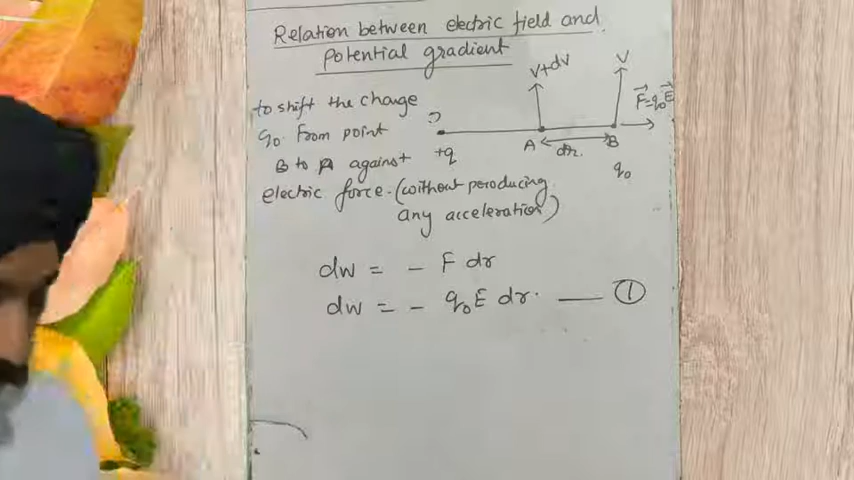 Relation between electric field and
Potential gradient
to shift the charge
q₀. From point
B to A against
electric force. (without peroducing
any acceleration)
V+dV
V
F⃗=q₀E⃗
+q
A
dr.
B
q₀
dw = - F dr
dw = - q₀E dr. — ①